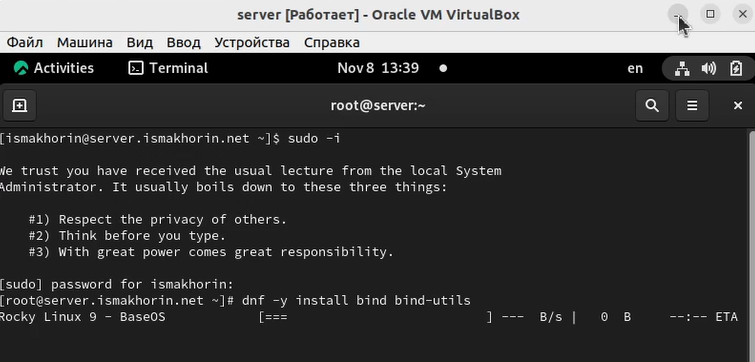 server [Работает] - Oracle VM VirtualBox
Файл Машина Вид Ввод Устройства Справка
Activities Terminal Nov 8 13:39 en
root@server:~
[ismakhorin@server.ismakhorin.net ~]$ sudo -i
We trust you have received the usual lecture from the local System
Administrator. It usually boils down to these three things:
#1) Respect the privacy of others.
#2) Think before you type.
#3) With great power comes great responsibility.
[sudo] password for ismakhorin:
[root@server.ismakhorin.net ~]# dnf -y install bind bind-utils
Rocky Linux 9 - BaseOS [=== ] --- B/s | 0 B --:-- ETA